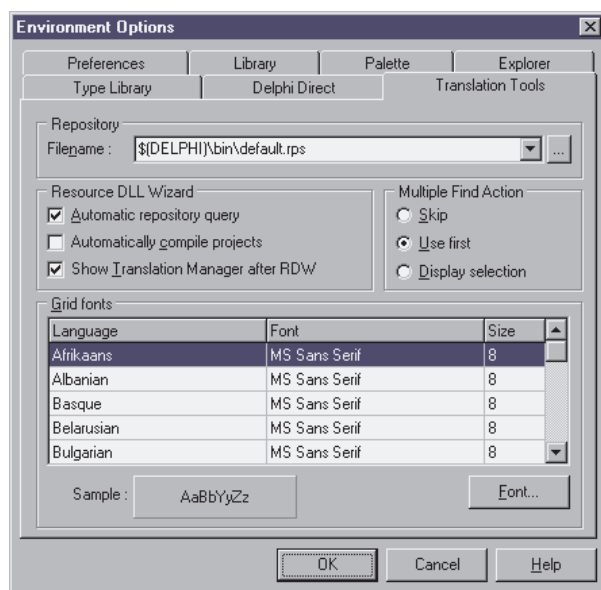 Environment Options
Preferences Library Palette Explorer
Type Library Delphi Direct Translation Tools
Repository
Filename : $(DELPHI)\bin\default.rps ...
Resource DLL Wizard
Automatic repository query
Automatically compile projects
Show Translation Manager after RDW
Multiple Find Action
Skip
Use first
Display selection
Grid fonts
Language Font Size
Afrikaans MS Sans Serif 8
Albanian MS Sans Serif 8
Basque MS Sans Serif 8
Belarusian MS Sans Serif 8
Bulgarian MS Sans Serif 8
Sample : AaBbYyZz Font...
OK Cancel Help